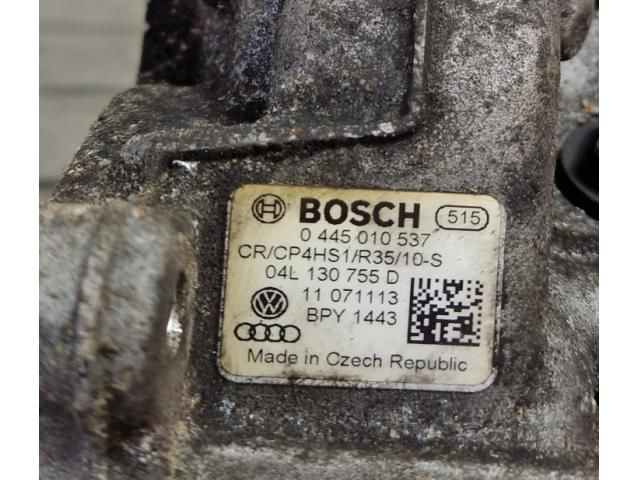 BOSCH 515
0 445 010 537
CR/CP4HS1/R35/10-S
04L 130 755 D
11 071113
BPY 1443
Made in Czech Republic